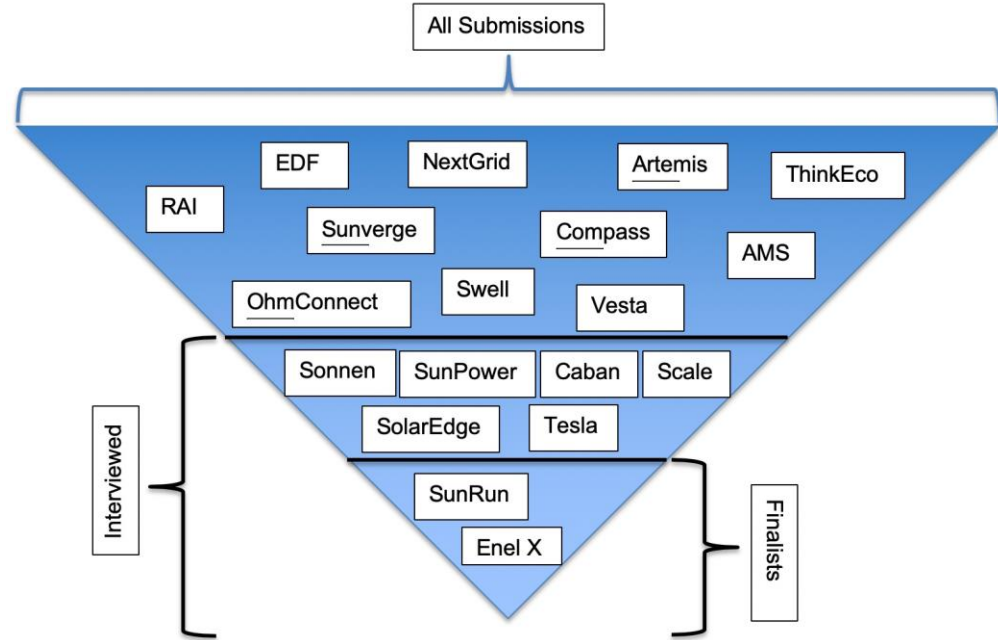 All Submissions
EDF
NextGrid
Artemis
ThinkEco
RAI
Sunverge
Compass
AMS
OhmConnect
Swell
Vesta
Sonnen
SunPower
Caban
Scale
SolarEdge
Tesla
Interviewed
SunRun
Enel X
Finalists